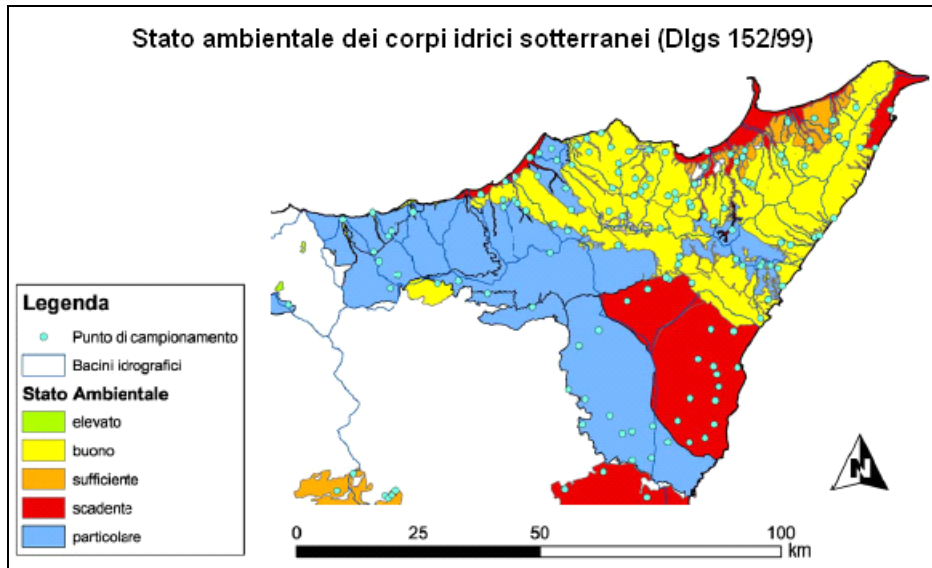 Stato ambientale dei corpi idrici sotterranei (Dlgs 152/99)
Legenda
Punto di campionamento
Bacini idrografici
Stato Ambientale
elevato
buono
sufficiente
scadente
particolare
N
0 25 50 100
km